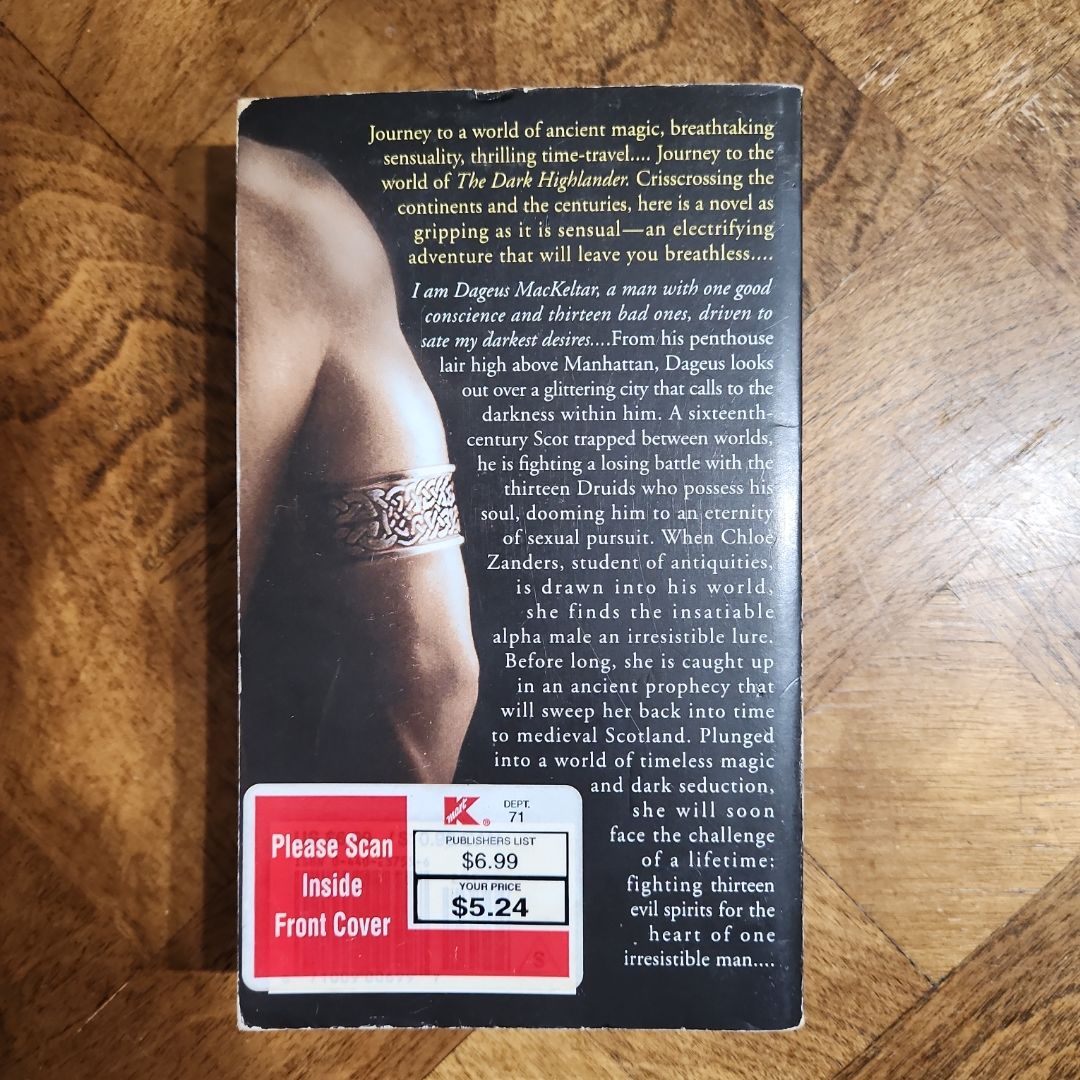 Journey to a world of ancient magic, breathtaking
sensuality, thrilling time-travel.... Journey to the
world of The Dark Highlander. Crisscrossing the
continents and the centuries, here is a novel as
gripping as it is sensual—an electrifying
adventure that will leave you breathless....
I am Dageus MacKeltar, a man with one good
conscience and thirteen bad ones, driven to
sate my darkest desires....From his penthouse
lair high above Manhattan, Dageus looks
out over a glittering city that calls to the
darkness within him. A sixteenth-
century Scot trapped between worlds,
he is fighting a losing battle with the
thirteen Druids who possess his
soul, dooming him to an eternity
of sexual pursuit. When Chloe
Zanders, student of antiquities,
is drawn into his world,
she finds the insatiable
alpha male an irresistible lure.
Before long, she is caught up
in an ancient prophecy that
will sweep her back into time
to medieval Scotland. Plunged
into a world of timeless magic
and dark seduction,
she will soon
face the challenge
of a lifetime:
fighting thirteen
evil spirits for the
heart of one
irresistible man....
Please Scan
Inside
Front Cover
K mart ®
DEPT.
71
PUBLISHERS LIST
$6.99
YOUR PRICE
$5.24
S